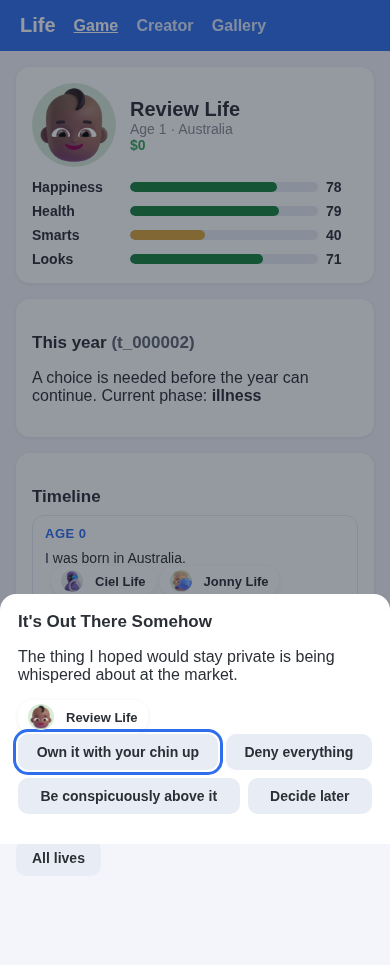 Life Game Creator Gallery
Review Life
Age 1 · Australia
$0
Happiness 78
Health 79
Smarts 40
Looks 71
This year (t_000002)
A choice is needed before the year can
continue. Current phase: illness
Timeline
AGE 0
I was born in Australia.
Ciel Life Jonny Life
It's Out There Somehow
The thing I hoped would stay private is being
whispered about at the market.
Review Life
Own it with your chin up Deny everything
Be conspicuously above it Decide later
All lives